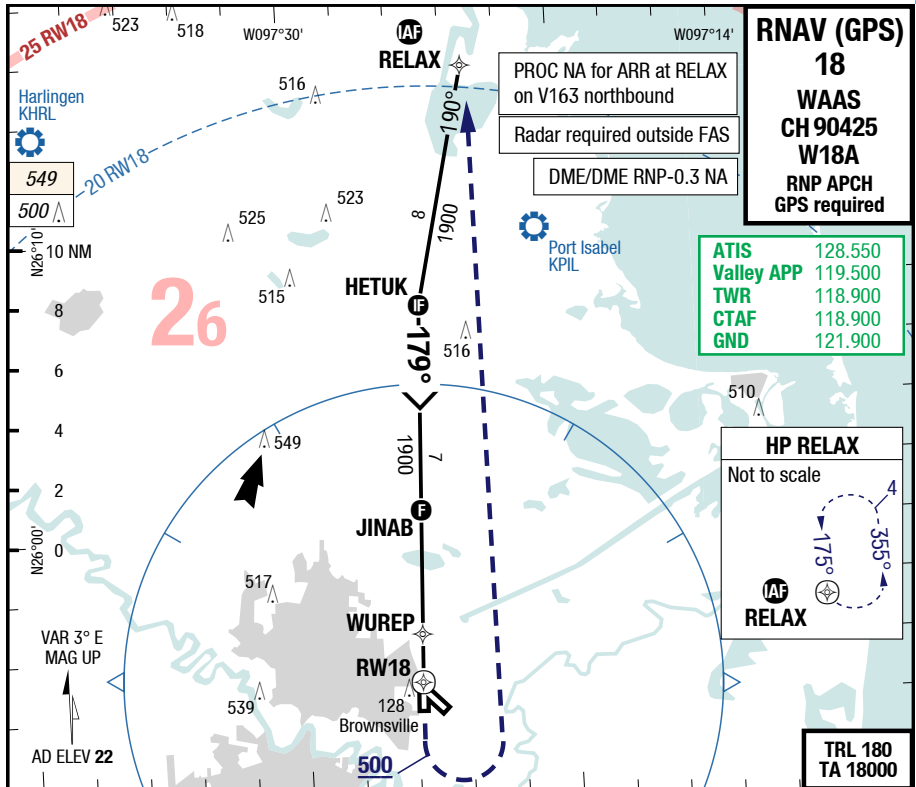 25 RW18
523
518
W097°30'
IAF
RELAX
W097°14'
RNAV (GPS)
18
WAAS
CH 90425
W18A
RNP APCH
GPS required
PROC NA for ARR at RELAX
on V163 northbound
Radar required outside FAS
DME/DME RNP-0.3 NA
Harlingen
KHRL
516
190°
20 RW18
549
500
525
523
8
1900
Port Isabel
KPIL
N26°10'
10 NM
ATIS 128.550
Valley APP 119.500
TWR 118.900
CTAF 118.900
GND 121.900
515
26
HETUK
IF
8
179°
516
6
510
4
549
1900
7
HP RELAX
Not to scale
4
175°
355°
IAF
RELAX
2
F
JINAB
N26°00'
0
517
WUREP
VAR 3° E
MAG UP
RW18
539
128
Brownsville
AD ELEV 22
500
TRL 180
TA 18000